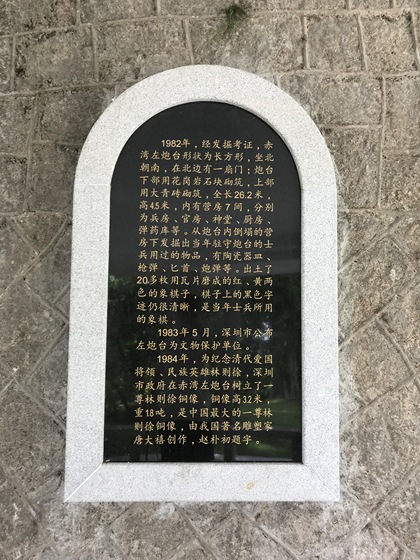 1982年，经发掘考证，赤
湾左炮台形状为长方形，坐北
朝南，在北边有一扇门；炮台
下部用花岗岩石块砌筑，上部
用大青砖砌筑，全长26.2米，
高4.5米，内有营房7间，分别
为兵房、官房、神堂、厨房、
弹药库等。从炮台内倒塌的营
房下发掘出当年驻守炮台的士
兵用过的物品，有陶瓷器皿、
枪弹、匕首、炮弹等。出土了
20多枚用瓦片磨成的红、黄两
色的象棋子，棋子上的黑色字
迹仍很清晰，是当年士兵所用
的象棋。
1983年5月，深圳市公布
左炮台为文物保护单位。
1984年，为纪念清代爱国
将领、民族英雄林则徐，深圳
市政府在赤湾左炮台树立了一
尊林则徐铜像，铜像高3.2米，
重1.8吨，是中国最大的一尊林
则徐铜像，由我国著名雕塑家
唐大禧创作，赵朴初题字。